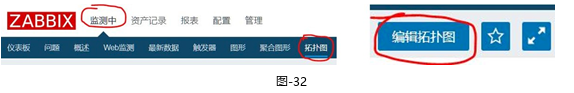 ZABBIX 监测中 资产记录 报表 配置 管理
仪表板 问题 概述 Web监测 最新数据 触发器 图形 聚合图形 拓扑图
编辑拓扑图
图-32